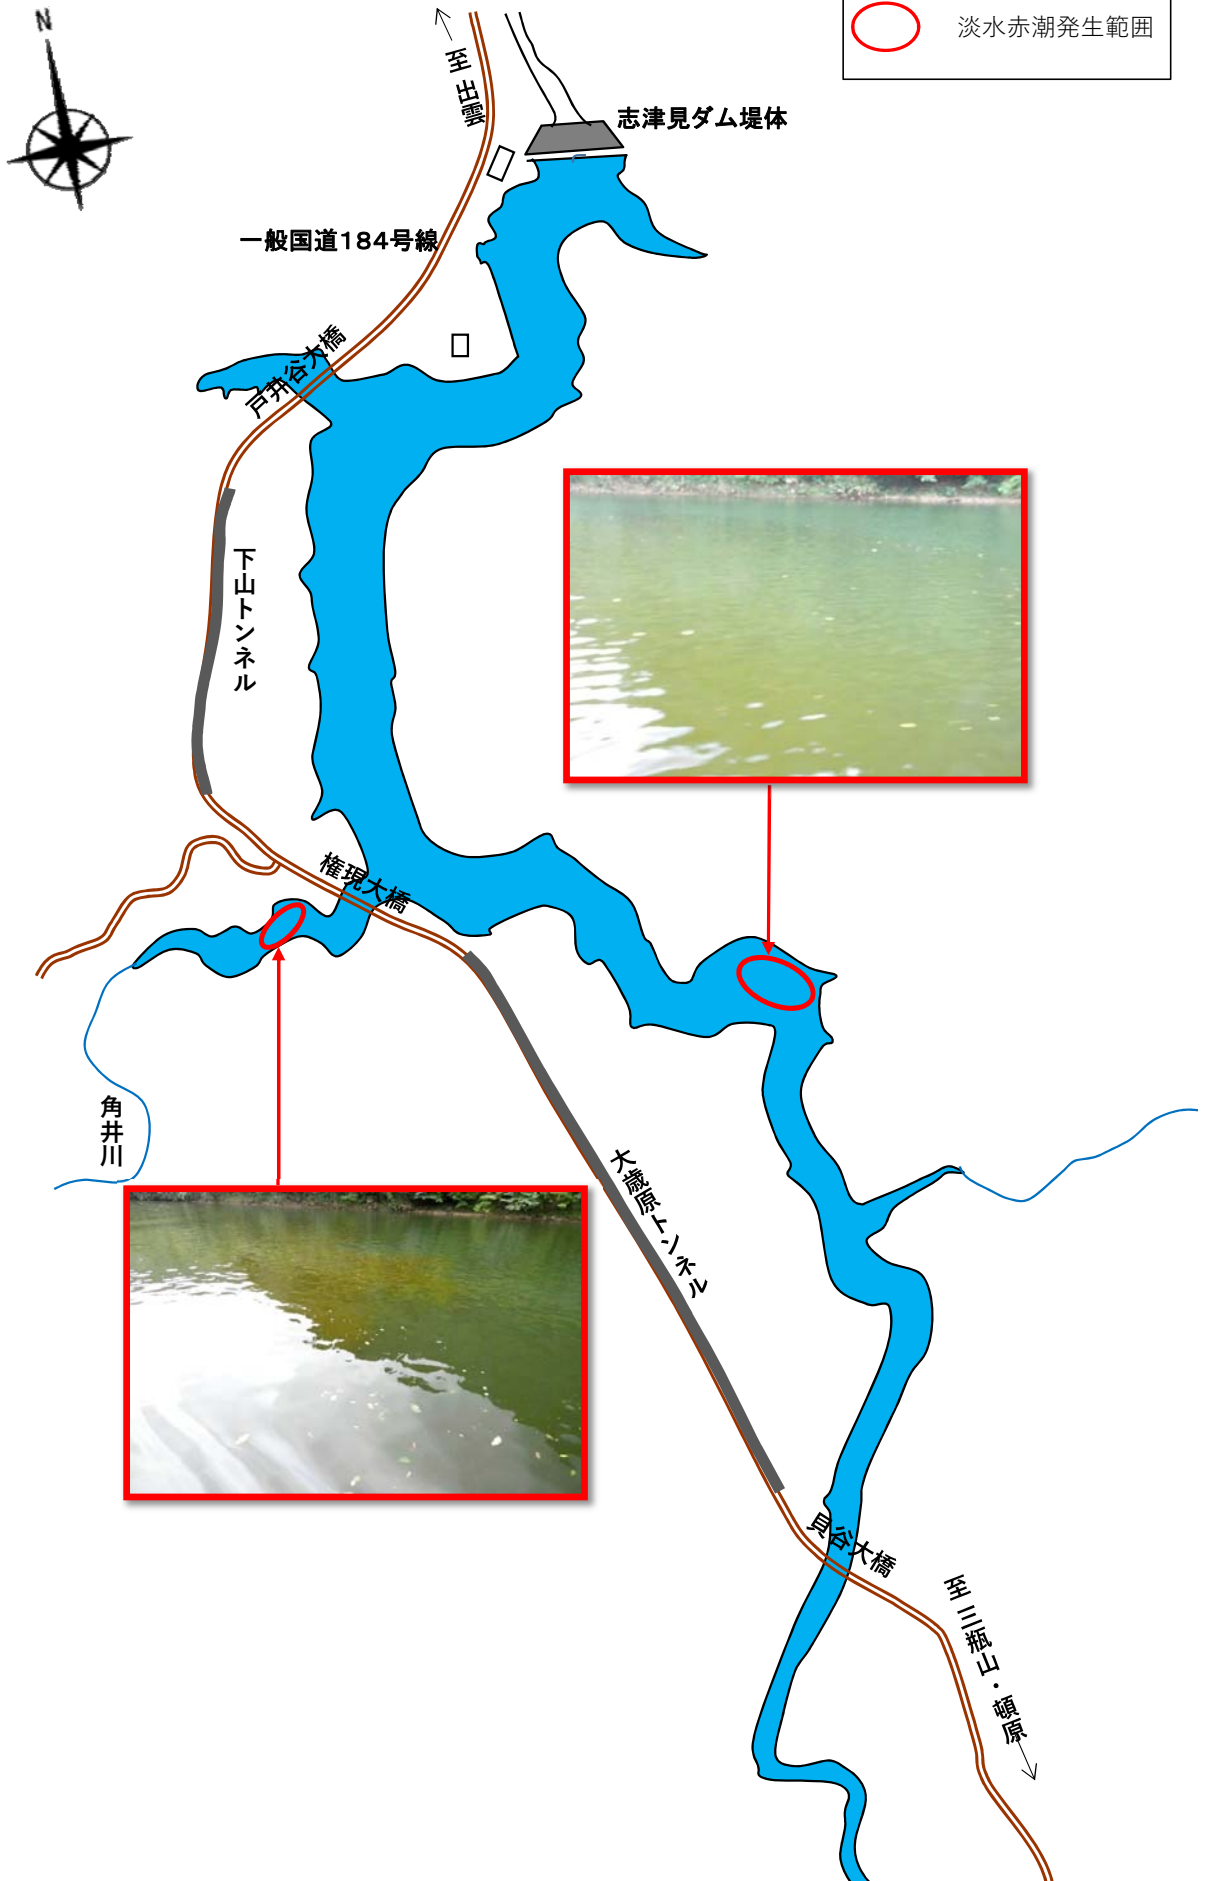 N
淡水赤潮発生範囲
至 出雲
志津見ダム堤体
一般国道184号線
戸井谷大橋
下山トンネル
権現大橋
角井川
大歳原トンネル
貝谷大橋
至 三瓶山・頓原